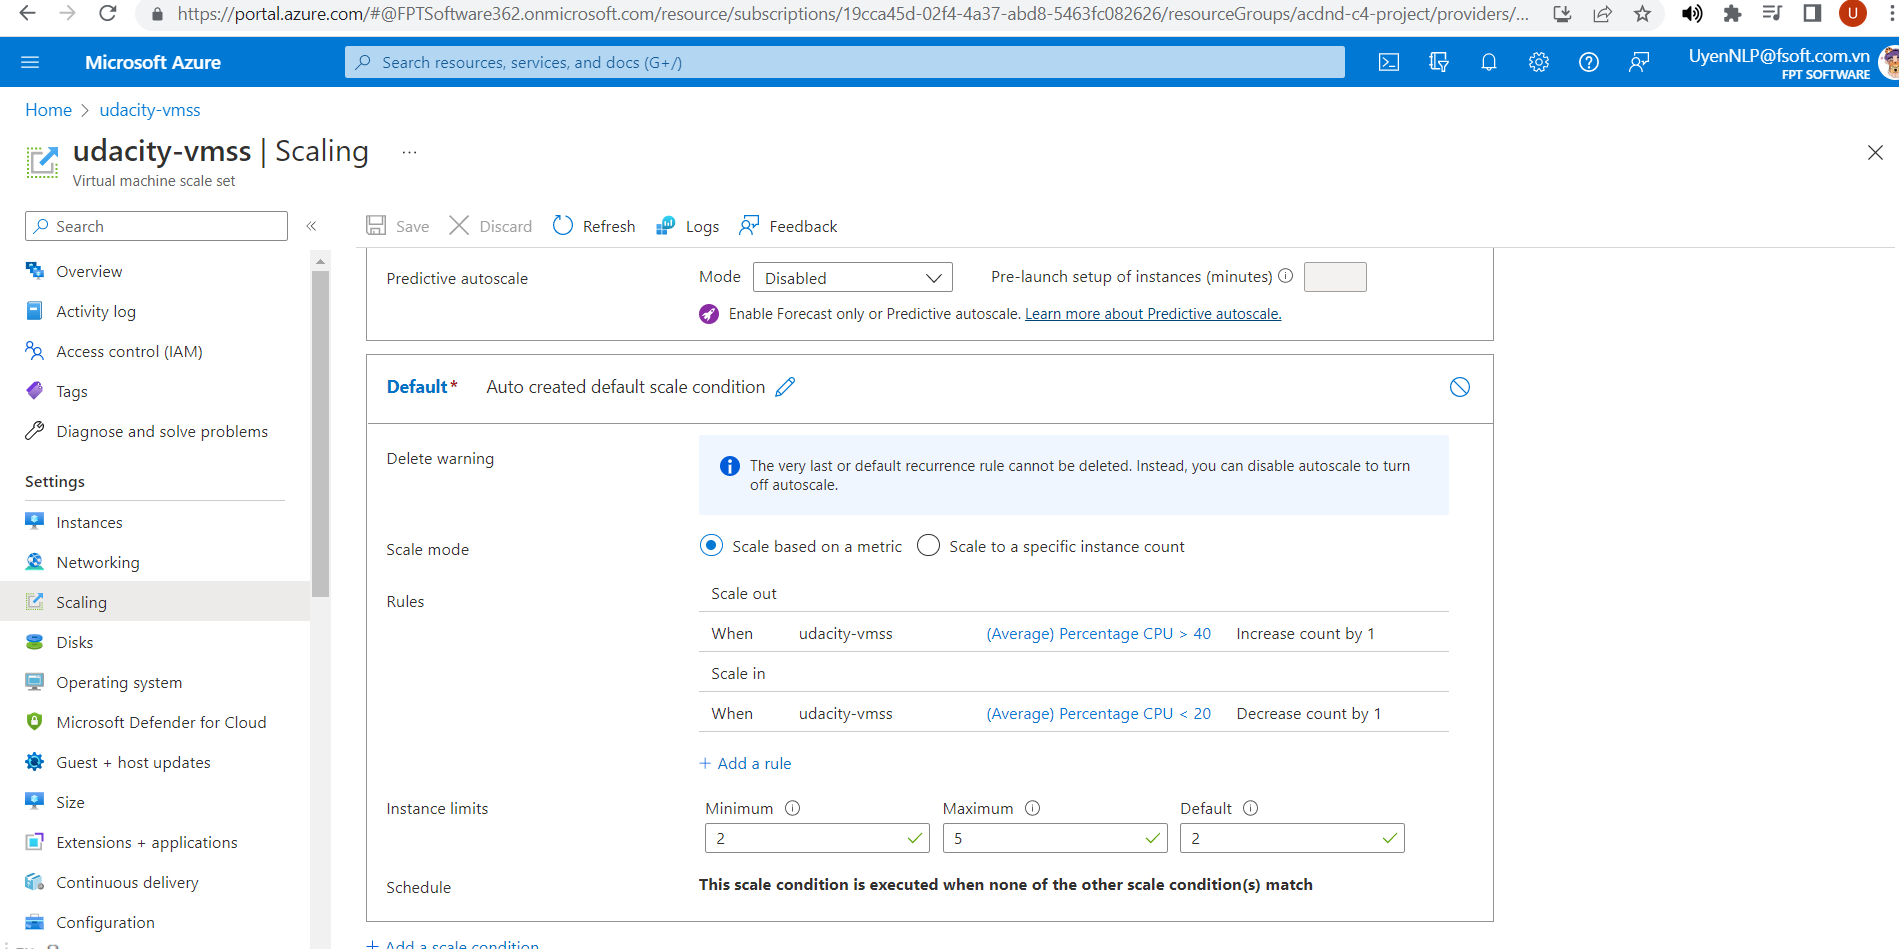 https://portal.azure.com/#@FPTSoftware362.onmicrosoft.com/resource/subscriptions/19cca45d-02f4-4a37-abd8-5463fc082626/resourceGroups/acdnd-c4-project/providers/...
U
Microsoft Azure
Search resources, services, and docs (G+/)
UyenNLP@fsoft.com.vn
FPT SOFTWARE
Home > udacity-vmss
udacity-vmss | Scaling ...
Virtual machine scale set
Search
«
Save
Discard
Refresh
Logs
Feedback
Overview
Activity log
Access control (IAM)
Tags
Diagnose and solve problems
Settings
Instances
Networking
Scaling
Disks
Operating system
Microsoft Defender for Cloud
Guest + host updates
Size
Extensions + applications
Continuous delivery
Configuration
Predictive autoscale
Mode
Disabled
Pre-launch setup of instances (minutes)
Enable Forecast only or Predictive autoscale. Learn more about Predictive autoscale.
Default* Auto created default scale condition
Delete warning
The very last or default recurrence rule cannot be deleted. Instead, you can disable autoscale to turn
off autoscale.
Scale mode
Scale based on a metric
Scale to a specific instance count
Rules
Scale out
When udacity-vmss (Average) Percentage CPU > 40 Increase count by 1
Scale in
When udacity-vmss (Average) Percentage CPU < 20 Decrease count by 1
+ Add a rule
Instance limits
Minimum
Maximum
Default
2
5
2
Schedule
This scale condition is executed when none of the other scale condition(s) match
+ Add a scale condition